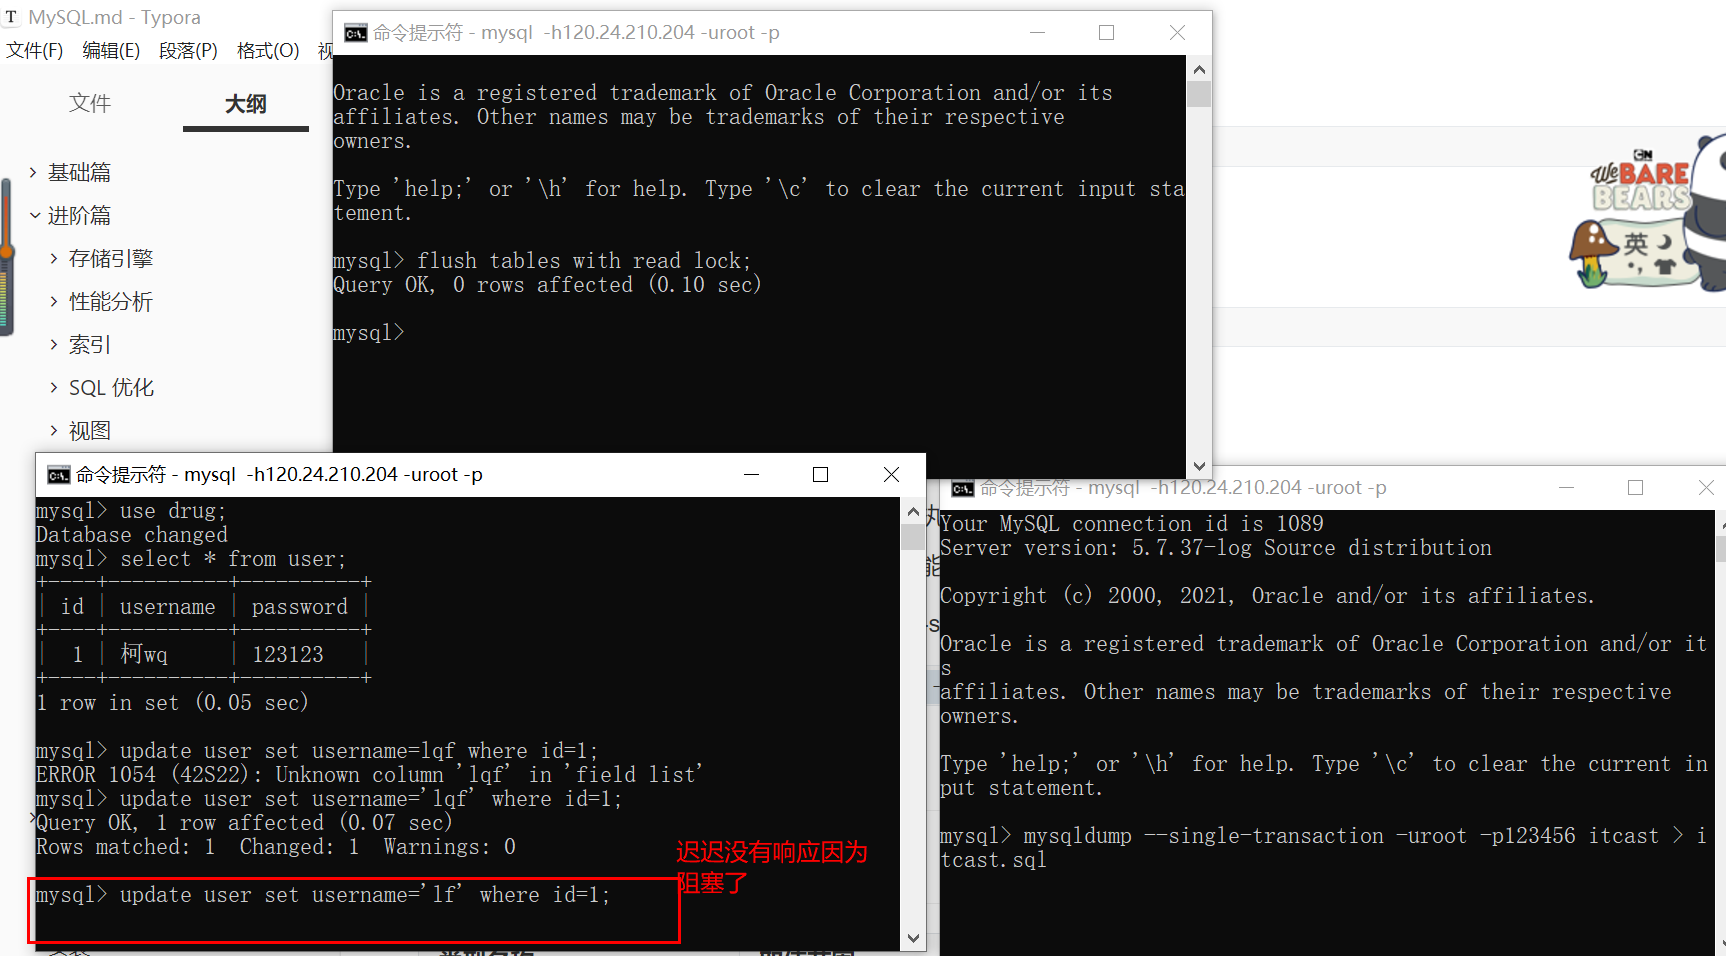 MySQL.md - Typora
文件(F) 编辑(E) 段落(P) 格式(O) 视
文件 大纲
基础篇
进阶篇
存储引擎
性能分析
索引
SQL 优化
视图
命令提示符 - mysql  -h120.24.210.204 -uroot -p
Oracle is a registered trademark of Oracle Corporation and/or its
affiliates. Other names may be trademarks of their respective
owners.
Type 'help;' or '\h' for help. Type '\c' to clear the current input sta
tement.
mysql> flush tables with read lock;
Query OK, 0 rows affected (0.10 sec)
mysql>
WE BARE
BEARS
英
命令提示符 - mysql  -h120.24.210.204 -uroot -p
mysql> use drug;
Database changed
mysql> select * from user;
+----+----------+----------+
| id | username | password |
+----+----------+----------+
|  1 | 柯wq     | 123123   |
+----+----------+----------+
1 row in set (0.05 sec)
mysql> update user set username=lqf where id=1;
ERROR 1054 (42S22): Unknown column 'lqf' in 'field list'
mysql> update user set username='lqf' where id=1;
Query OK, 1 row affected (0.07 sec)
Rows matched: 1  Changed: 1  Warnings: 0
mysql> update user set username='lf' where id=1;
迟迟没有响应因为
阻塞了
命令提示符 - mysql  -h120.24.210.204 -uroot -p
Your MySQL connection id is 1089
Server version: 5.7.37-log Source distribution
Copyright (c) 2000, 2021, Oracle and/or its affiliates.
Oracle is a registered trademark of Oracle Corporation and/or it
s
affiliates. Other names may be trademarks of their respective
owners.
Type 'help;' or '\h' for help. Type '\c' to clear the current in
put statement.
mysql> mysqldump --single-transaction -uroot -p123456 itcast > i
tcast.sql